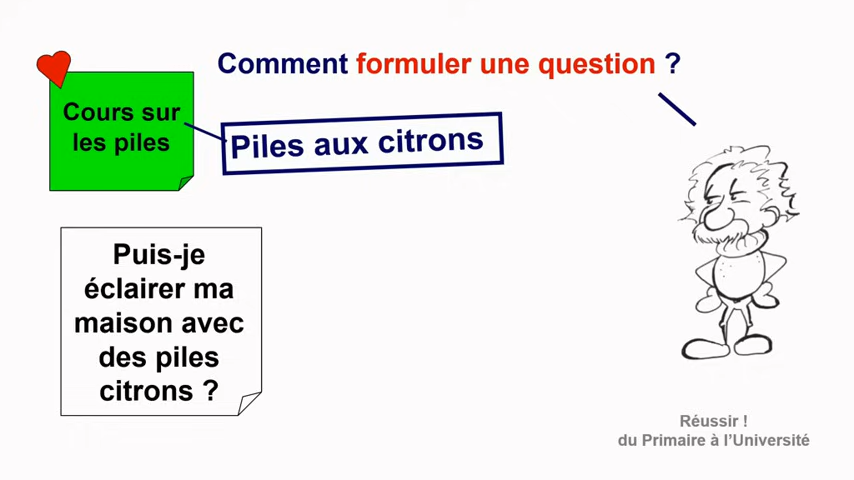 Comment formuler une question ?
Cours sur
les piles
Piles aux citrons
Puis-je
éclairer ma
maison avec
des piles
citrons ?
Réussir !
du Primaire à l'Université